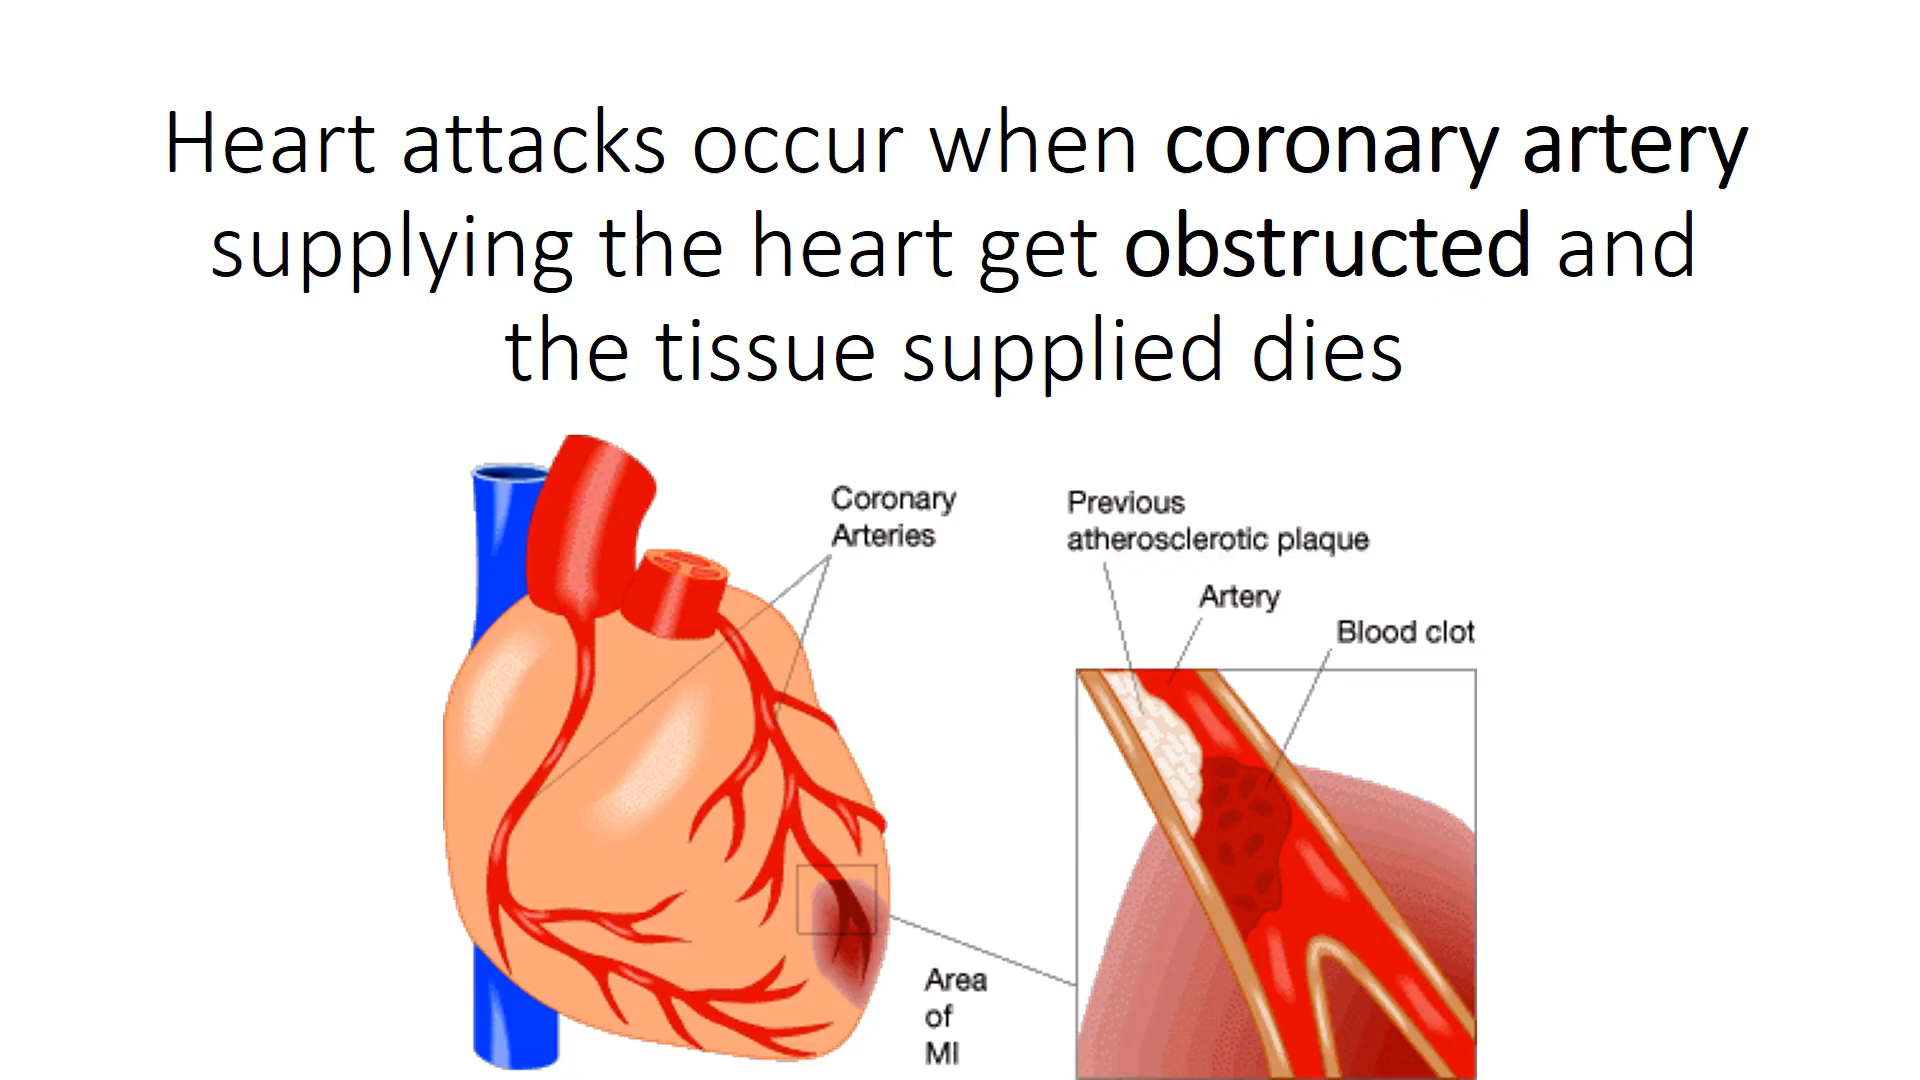 Heart attacks occur when coronary artery
supplying the heart get obstructed and
the tissue supplied dies
Coronary
Arteries
Previous
atherosclerotic plaque
Artery
Blood clot
Area
of
MI